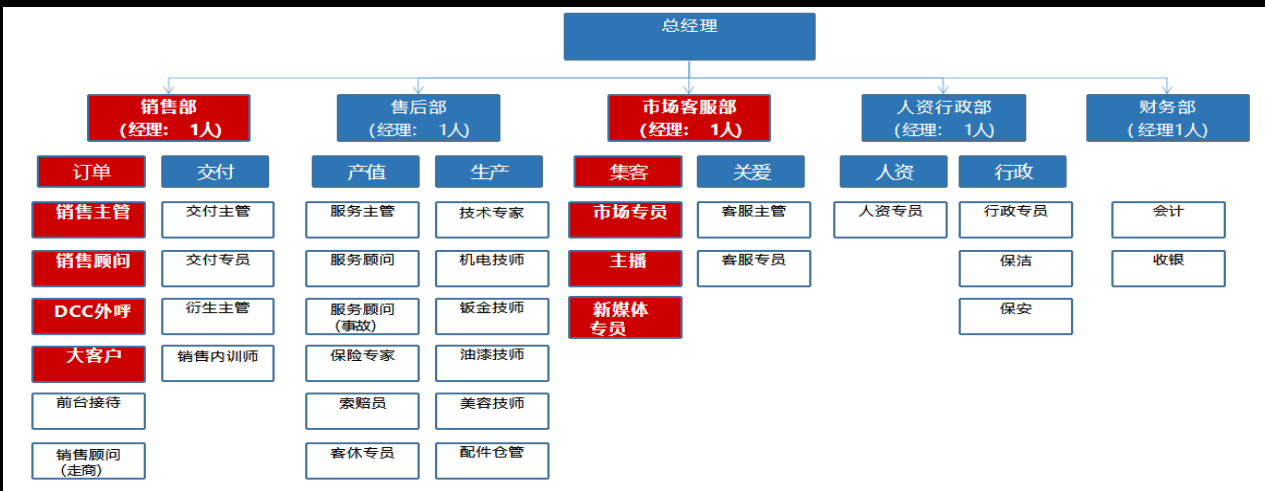 总经理
销售部
(经理： 1人)
售后部
(经理： 1人)
市场客服部
(经理： 1人)
人资行政部
(经理： 1人)
财务部
(经理1人)
订单
交付
产值
生产
集客
关爱
人资
行政
销售主管
交付主管
服务主管
技术专家
市场专员
客服主管
人资专员
行政专员
会计
销售顾问
交付专员
服务顾问
机电技师
主播
客服专员
保洁
收银
DCC外呼
衍生主管
服务顾问
(事故)
钣金技师
新媒体
专员
保安
大客户
销售内训师
保险专家
油漆技师
前台接待
索赔员
美容技师
销售顾问
(走商)
客休专员
配件仓管